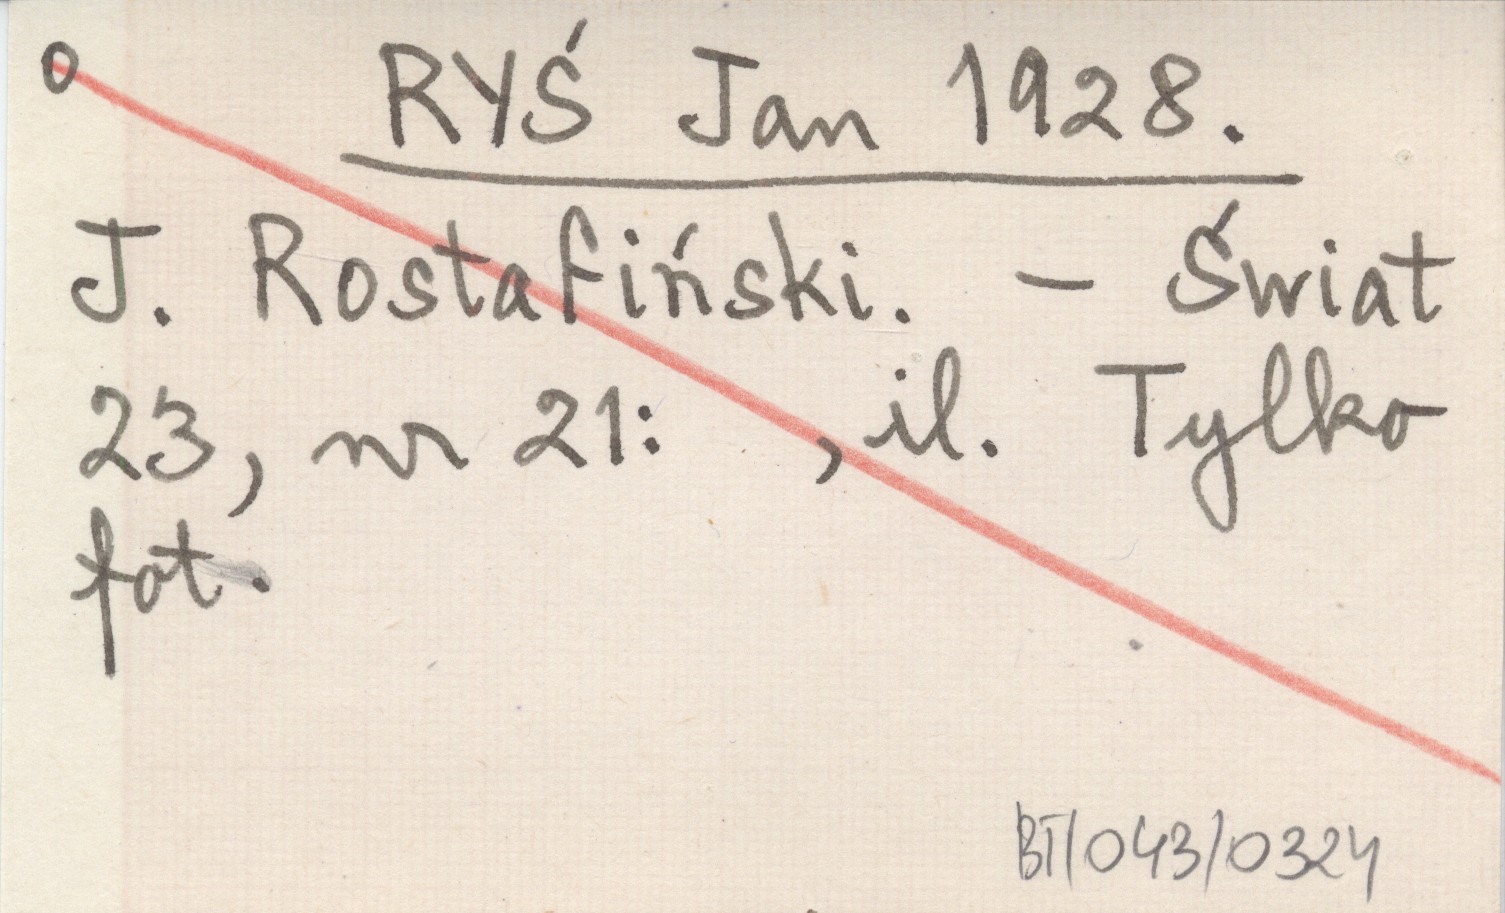 o RYŚ Jan 1928.
J. Rostafiński. – Świat
23, nr 21: , il. Tylko
fot.
BT/043/0324